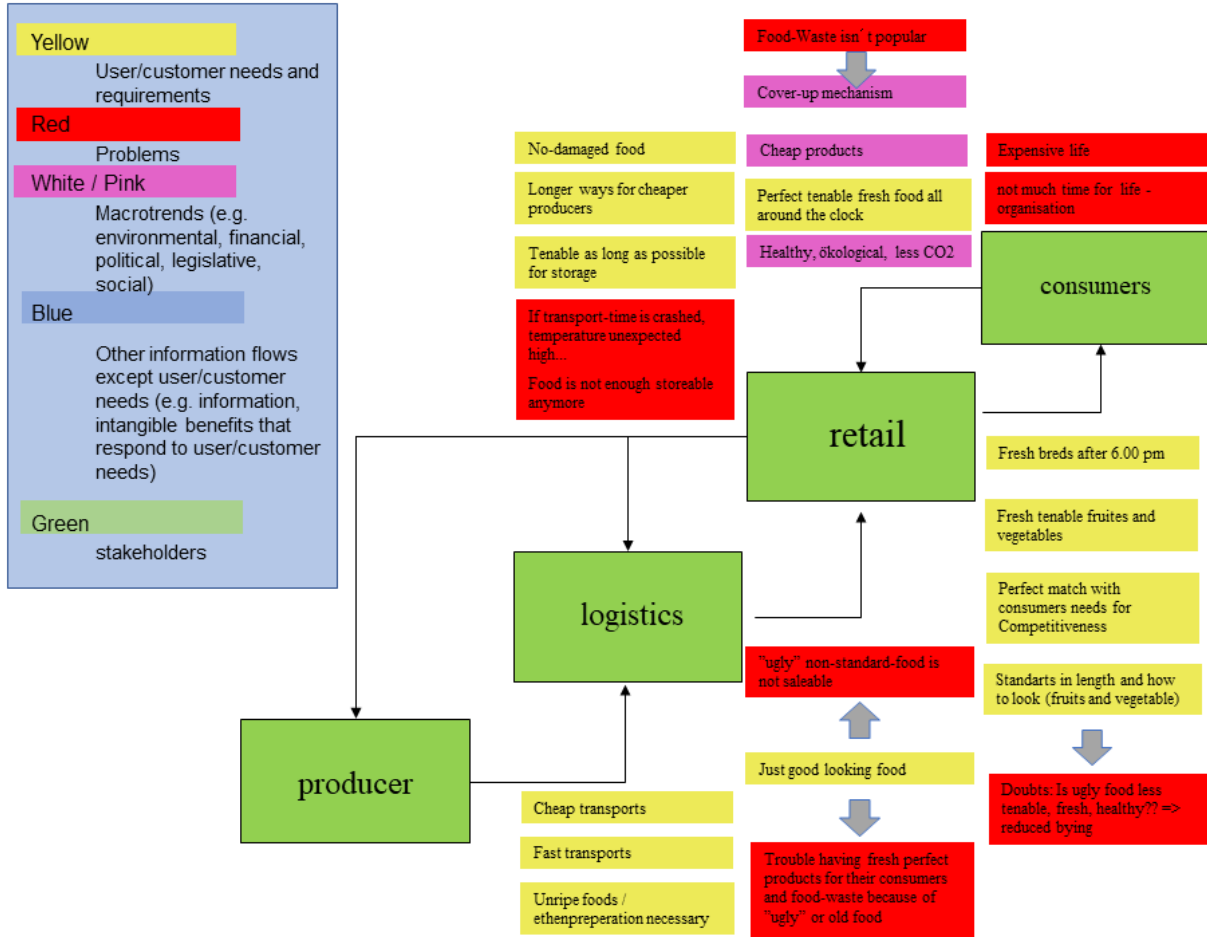 Yellow
User/customer needs and
requirements
Red
Problems
White / Pink
Macrotrends (e.g.
environmental, financial,
political, legislative,
social)
Blue
Other information flows
except user/customer
needs (e.g. information,
intangible benefits that
respond to user/customer
needs)
Green
stakeholders
Food-Waste isn´t popular
Cover-up mechanism
No-damaged food
Longer ways for cheaper
producers
Tenable as long as possible
for storage
If transport-time is crashed,
temperature unexpected
high...
Food is not enough storeable
anymore
Cheap products
Perfect tenable fresh food all
around the clock
Healthy, ökological, less CO2
Expensive life
not much time for life -
organisation
consumers
retail
logistics
producer
Fresh breds after 6.00 pm
Fresh tenable fruites and
vegetables
Perfect match with
consumers needs for
Competitiveness
Standarts in length and how
to look (fruits and vegetable)
Doubts: Is ugly food less
tenable, fresh, healthy?? =>
reduced bying
"ugly" non-standard-food is
not saleable
Just good looking food
Trouble having fresh perfect
products for their consumers
and food-waste because of
"ugly" or old food
Cheap transports
Fast transports
Unripe foods /
ethenpreperation necessary